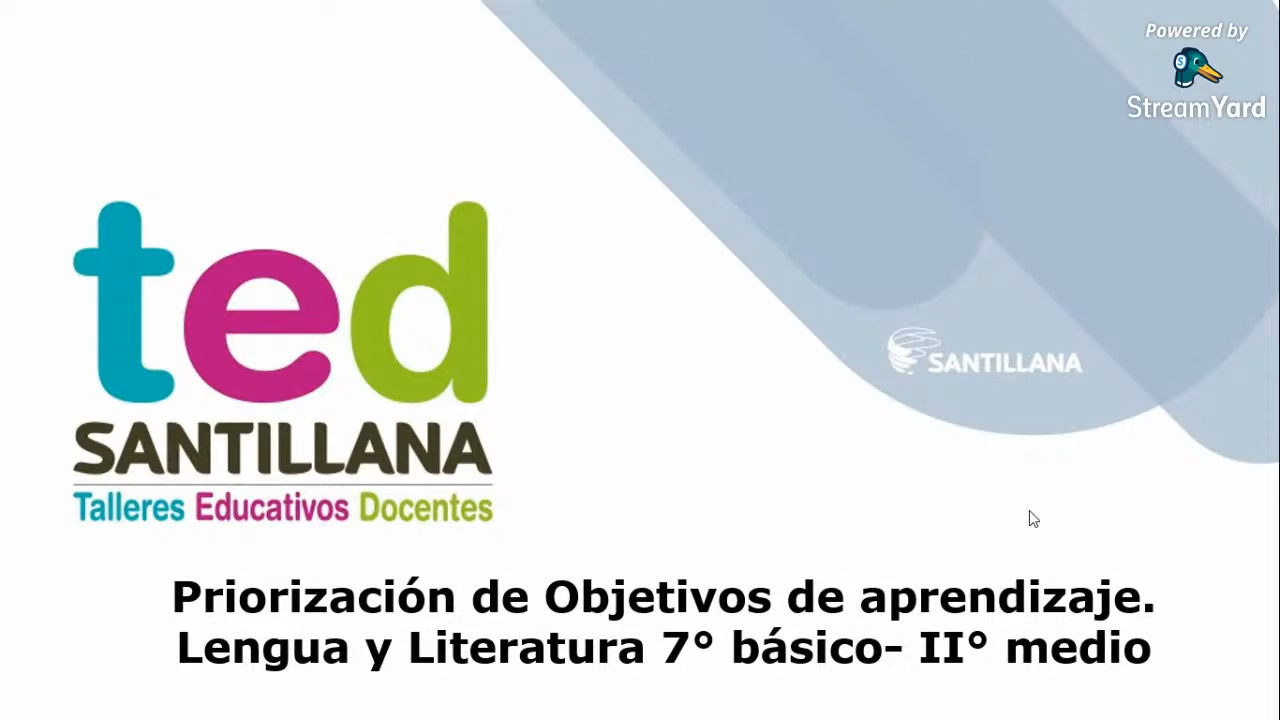 Powered by
StreamYard
ted
SANTILLANA
SANTILLANA
Talleres Educativos Docentes
Priorización de Objetivos de aprendizaje.
Lengua y Literatura 7° básico- II° medio